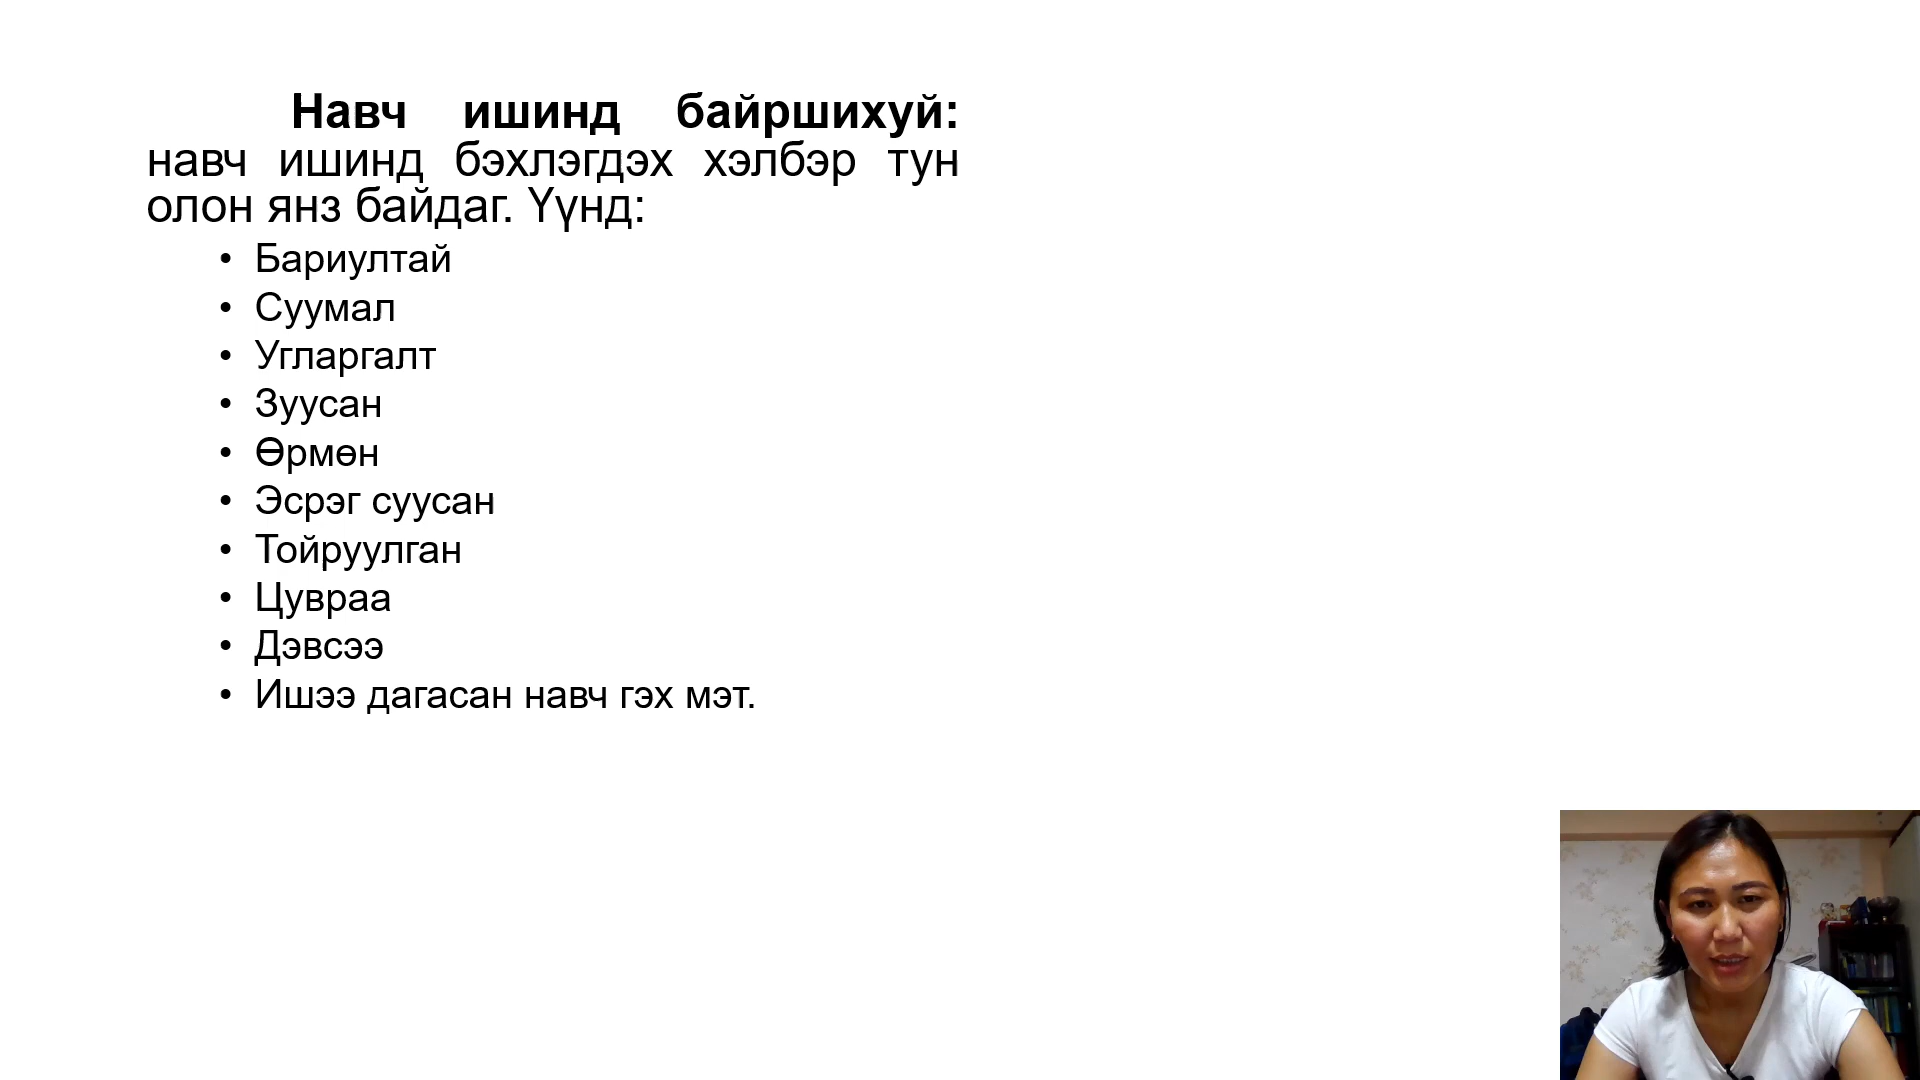 Навч ишинд байршихуй:
навч ишинд бэхлэгдэх хэлбэр тун
олон янз байдаг. Үүнд:
• Бариултай
• Суумал
• Угларгалт
• Зуусан
• Өрмөн
• Эсрэг суусан
• Тойруулган
• Цувраа
• Дэвсээ
• Ишээ дагасан навч гэх мэт.